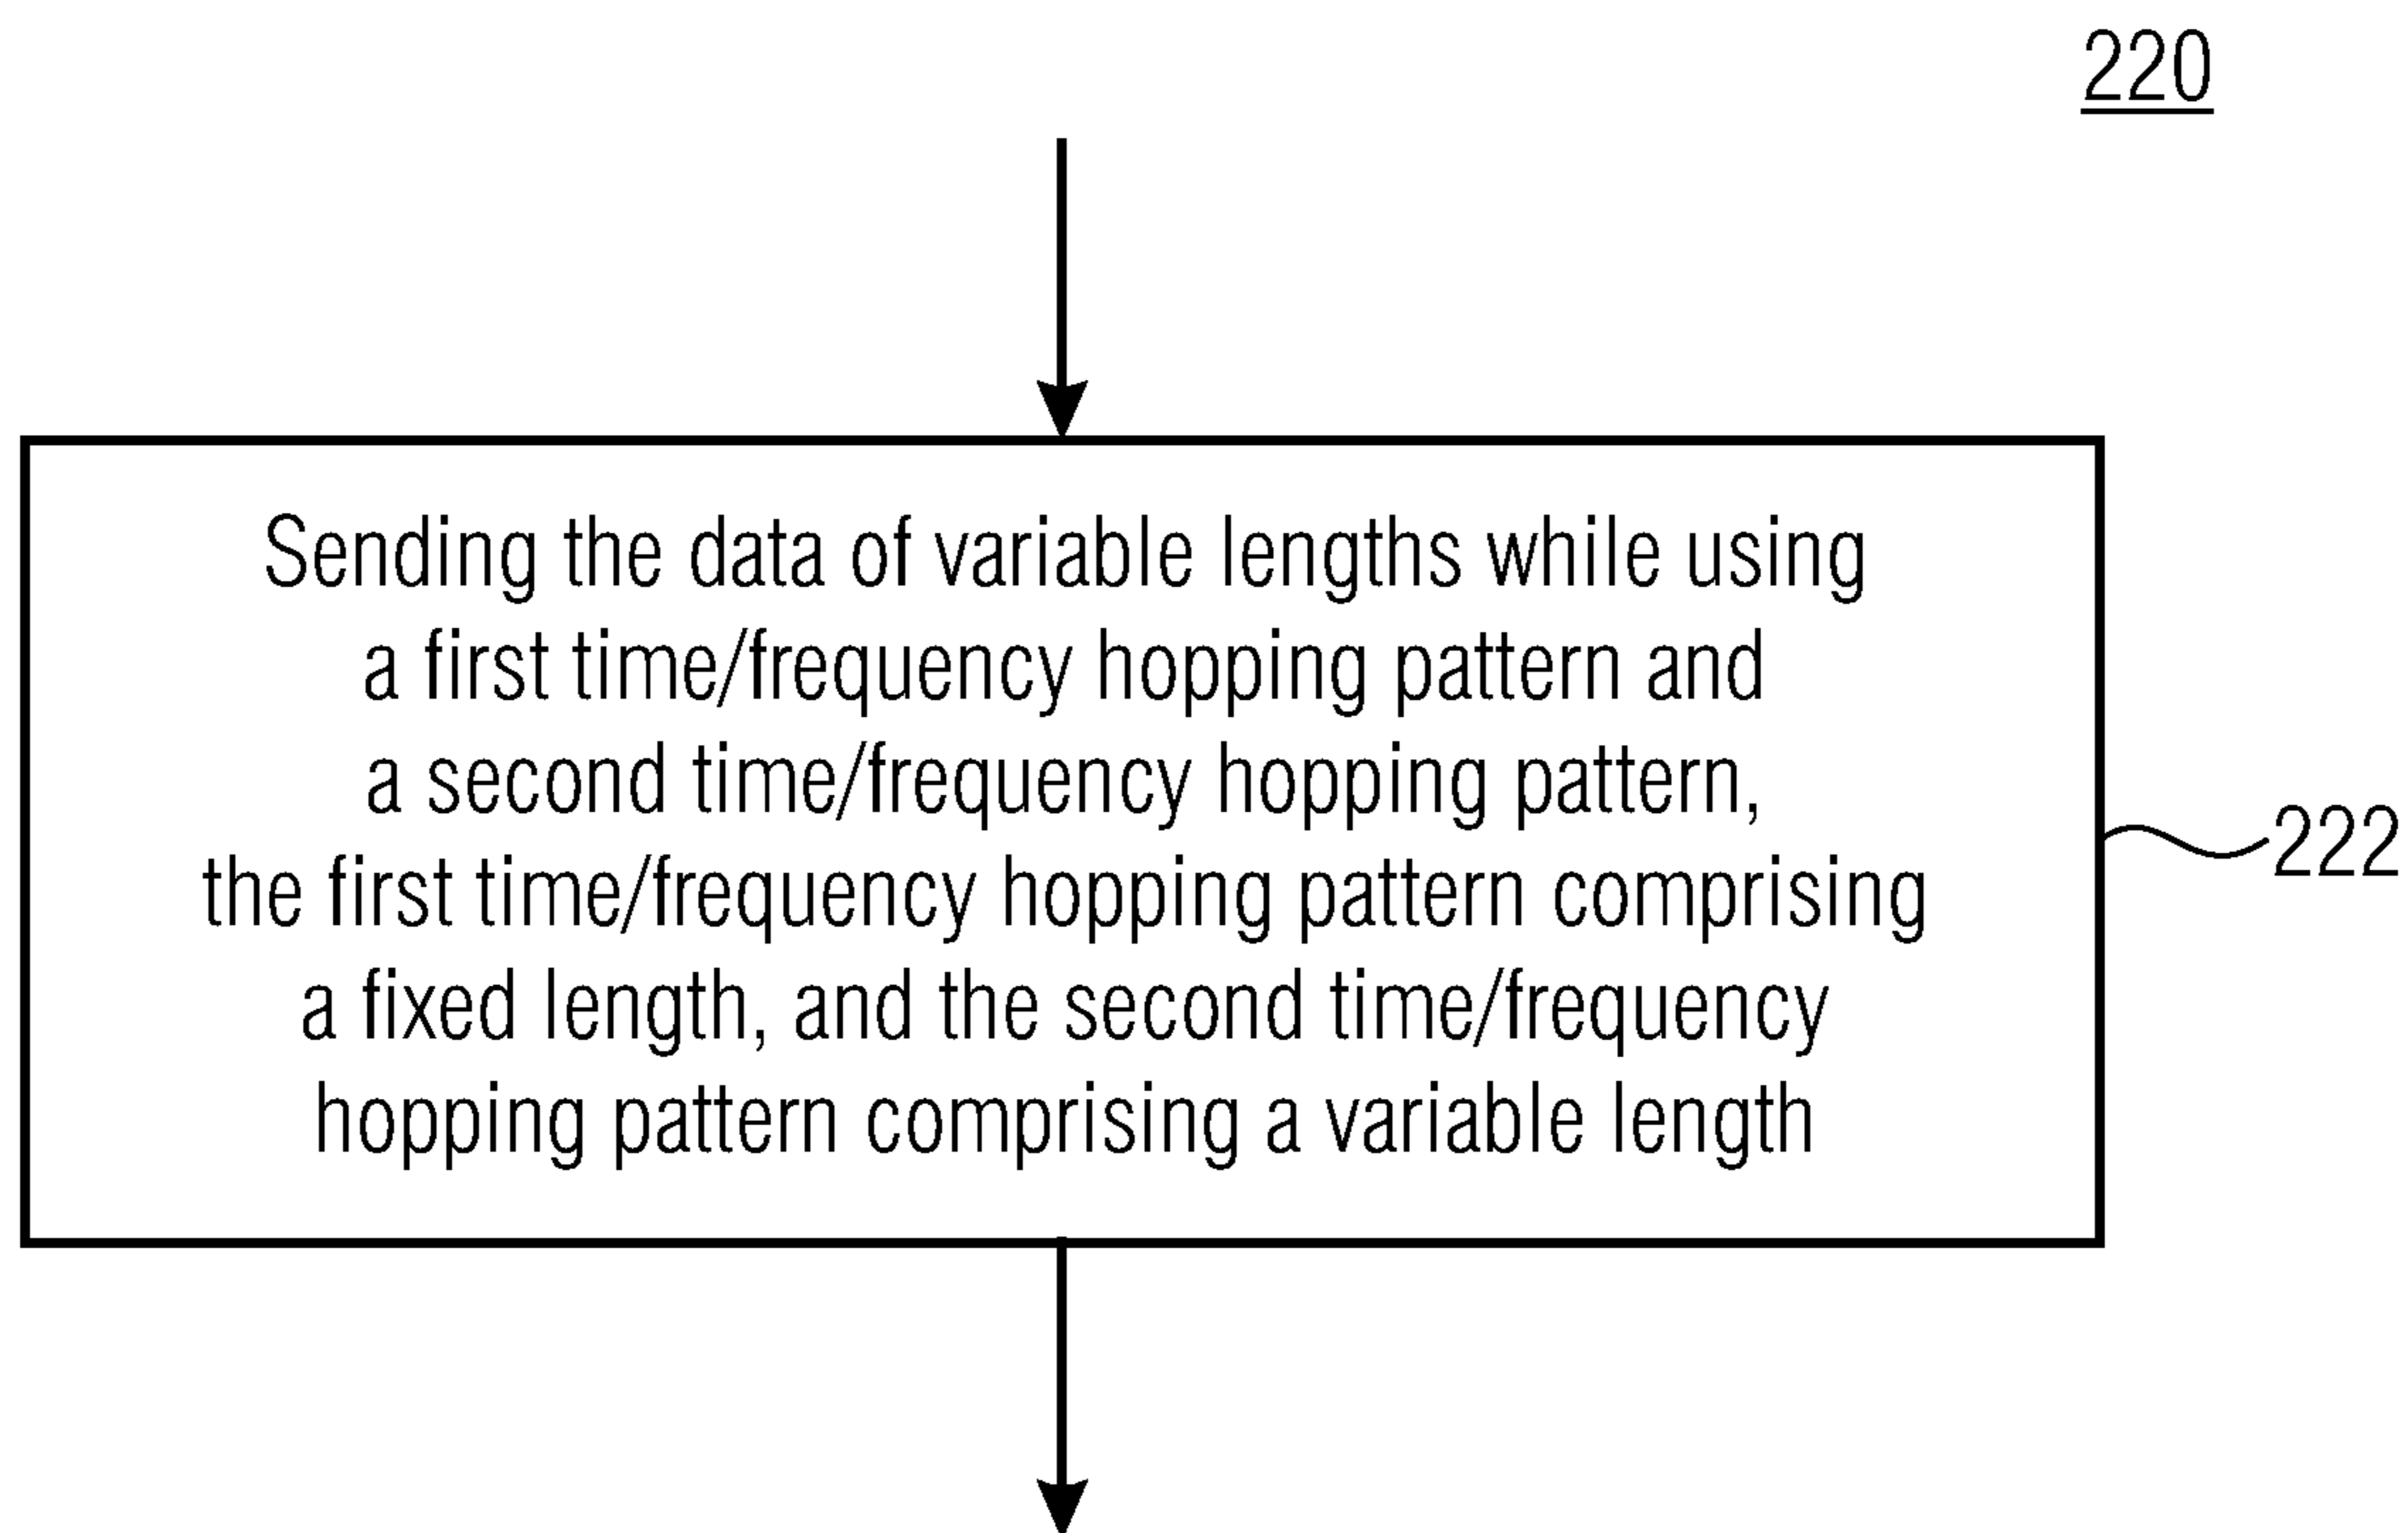 220
Sending the data of variable lengths while using
a first time/frequency hopping pattern and
a second time/frequency hopping pattern,
the first time/frequency hopping pattern comprising
a fixed length, and the second time/frequency
hopping pattern comprising a variable length
222